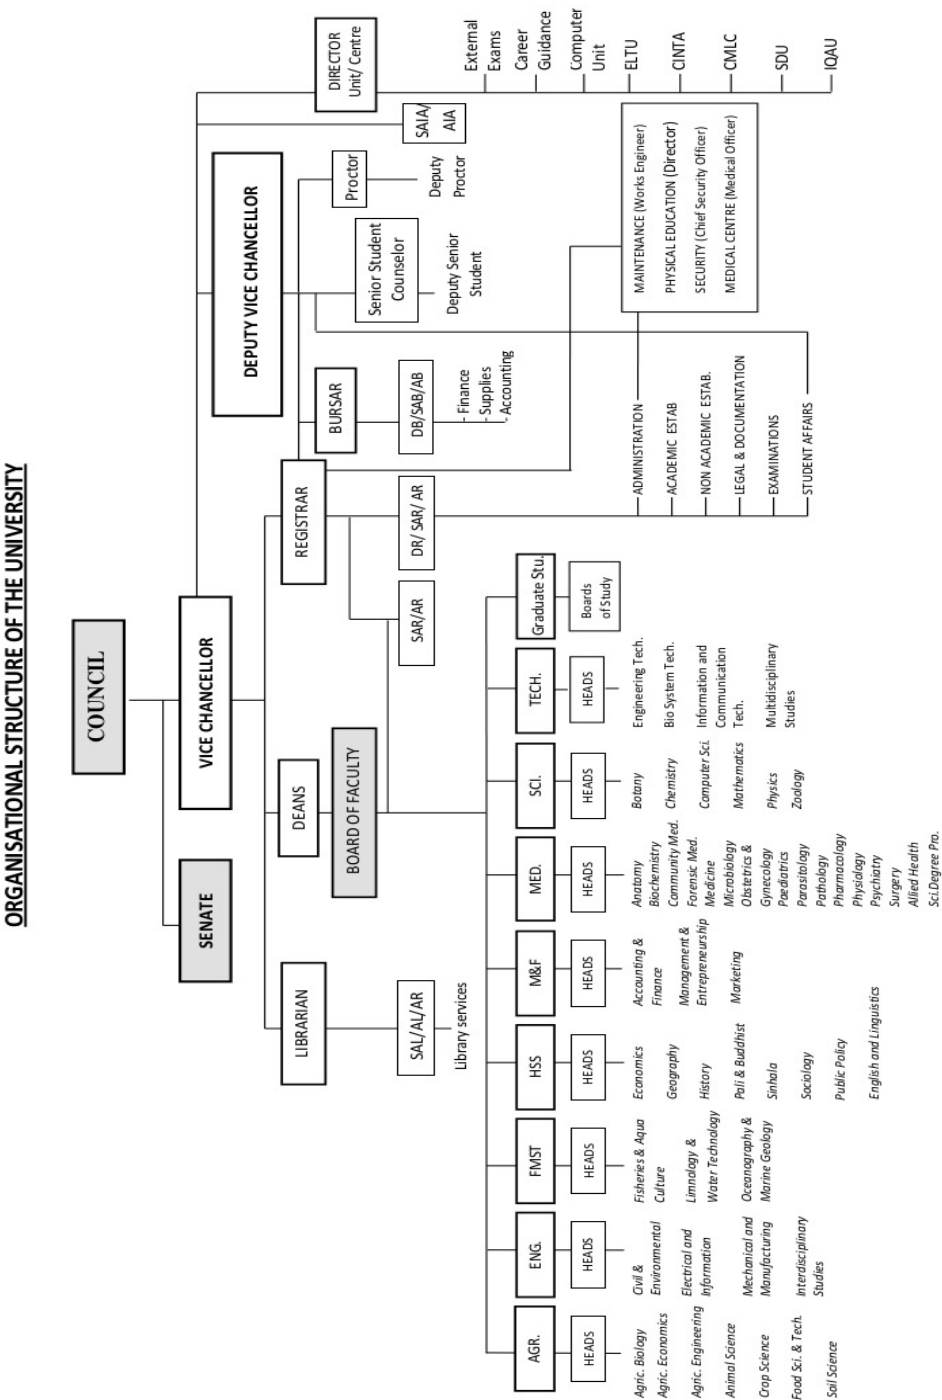 ORGANISATIONAL STRUCTURE OF THE UNIVERSITY
COUNCIL
SENATE
VICE CHANCELLOR
DEPUTY VICE CHANCELLOR
DIRECTOR
Unit/ Centre
LIBRARIAN
DEANS
REGISTRAR
BURSAR
Senior Student
Counselor
Proctor
SAIA/
AIA
BOARD OF FACULTY
SAL/AL/AR
Library services
SAR/AR
DR/ SAR/ AR
DB/SAB/AB
- Finance
- Supplies
- Accounting
Deputy Senior
Student
Deputy
Proctor
External
Exams
Career
Guidance
Computer
Unit
ELTU
CINTA
CMLC
SDU
IQAU
AGR.
ENG.
FMST
HSS
M&F
MED.
SCI.
TECH.
Graduate Stu.
HEADS
HEADS
HEADS
HEADS
HEADS
HEADS
HEADS
HEADS
Boards
of Study
Agric. Biology
Agric. Economics
Agric. Engineering
Animal Science
Crop Science
Food Sci. & Tech.
Soil Science
Civil &
Environmental
Electrical and
Information
Mechanical and
Manufacturing
Interdisciplinary
Studies
Fisheries & Aqua
Culture
Limnology &
Water Technology
Oceanography &
Marine Geology
Economics
Geography
History
Pali & Buddhist
Sinhala
Sociology
Public Policy
English and Linguistics
Accounting &
Finance
Management &
Entrepreneurship
Marketing
Anatomy
Biochemistry
Community Med.
Forensic Med.
Medicine
Microbiology
Obstetrics &
Gynecology
Paediatrics
Parasitology
Pathology
Pharmacology
Physiology
Psychiatry
Surgery
Allied Health
Sci.Degree Pro.
Botany
Chemistry
Computer Sci.
Mathematics
Physics
Zoology
Engineering Tech.
Bio System Tech.
Information and
Communication
Tech.
Multidisciplinary
Studies
ADMINISTRATION
ACADEMIC ESTAB
NON ACADEMIC ESTAB.
LEGAL & DOCUMENTATION
EXAMINATIONS
STUDENT AFFAIRS
MAINTENANCE (Works Engineer)
PHYSICAL EDUCATION (Director)
SECURITY (Chief Security Officer)
MEDICAL CENTRE (Medical Officer)